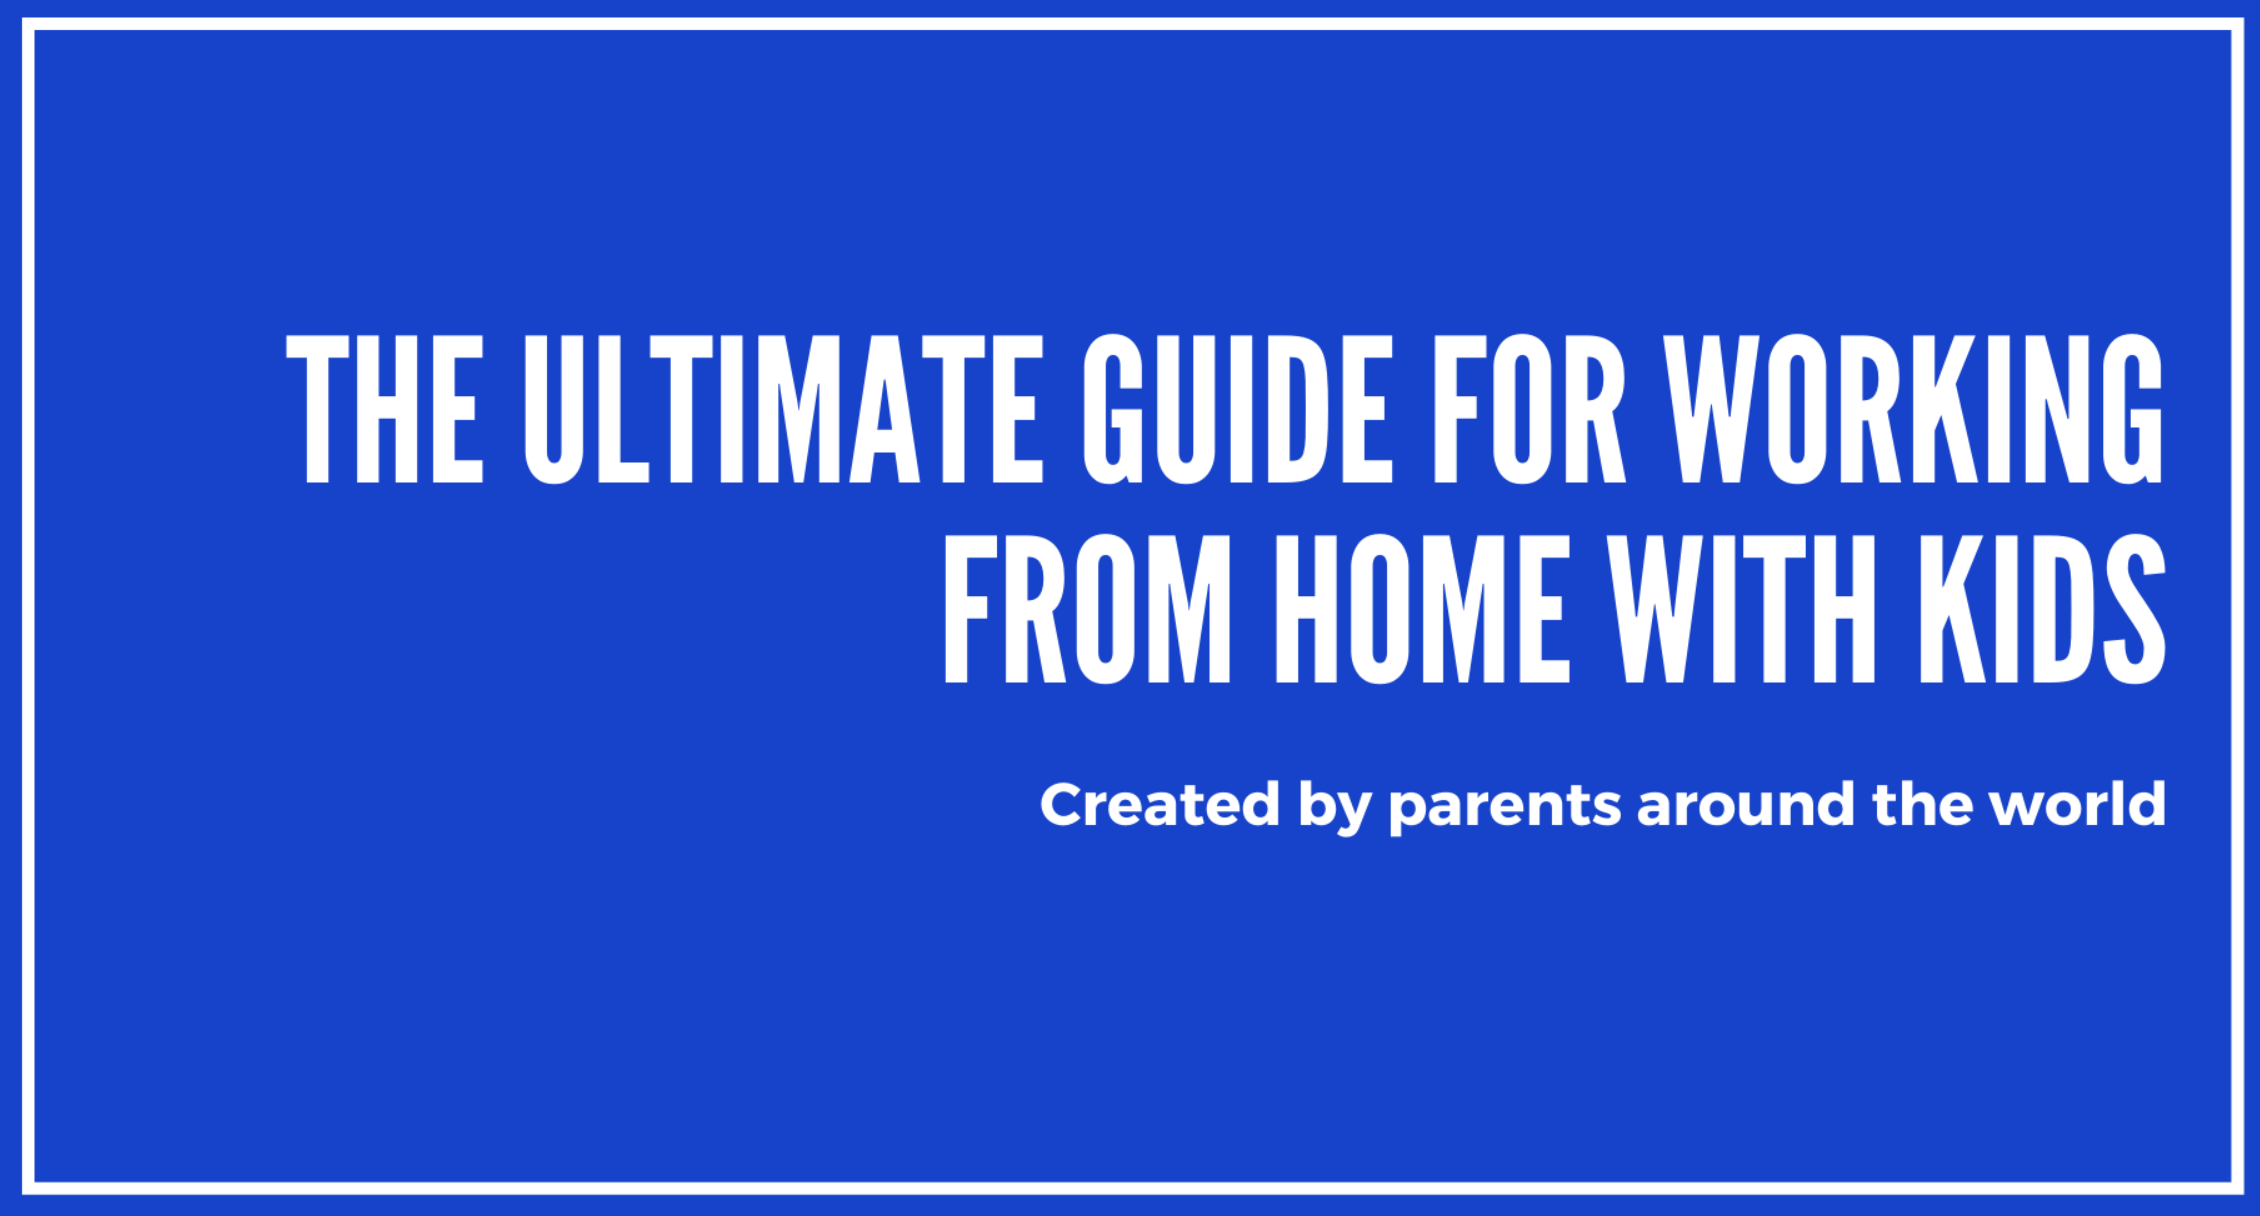 THE ULTIMATE GUIDE FOR WORKING
FROM HOME WITH KIDS
Created by parents around the world